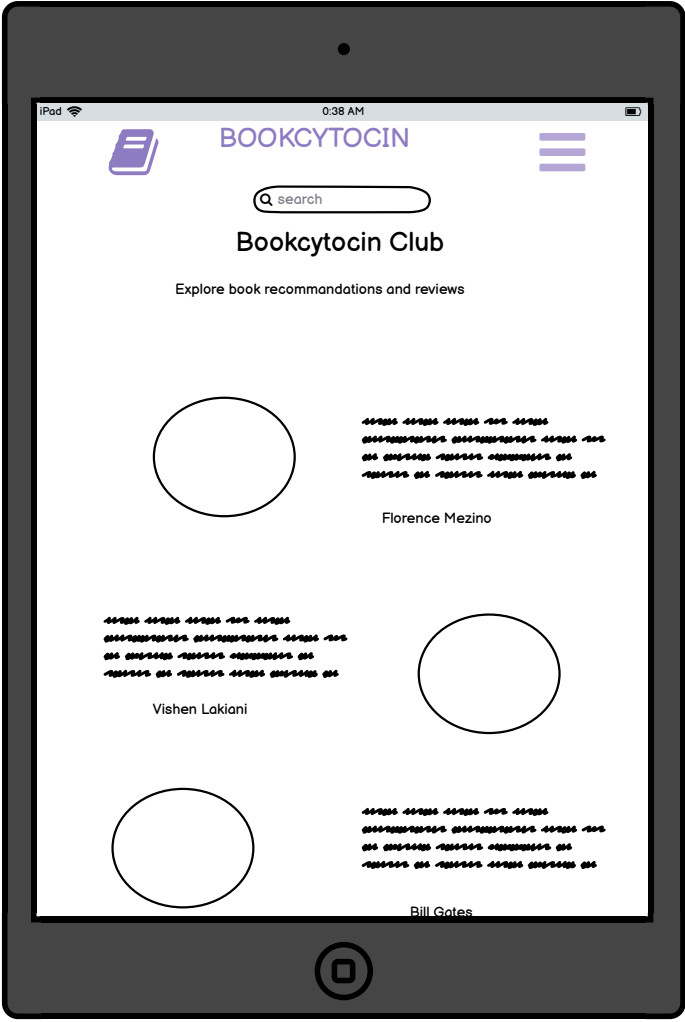 iPad
0:38 AM
BOOKCYTOCIN
search
Bookcytocin Club
Explore book recommandations and reviews
Florence Mezino
Vishen Lakiani
Bill Gates